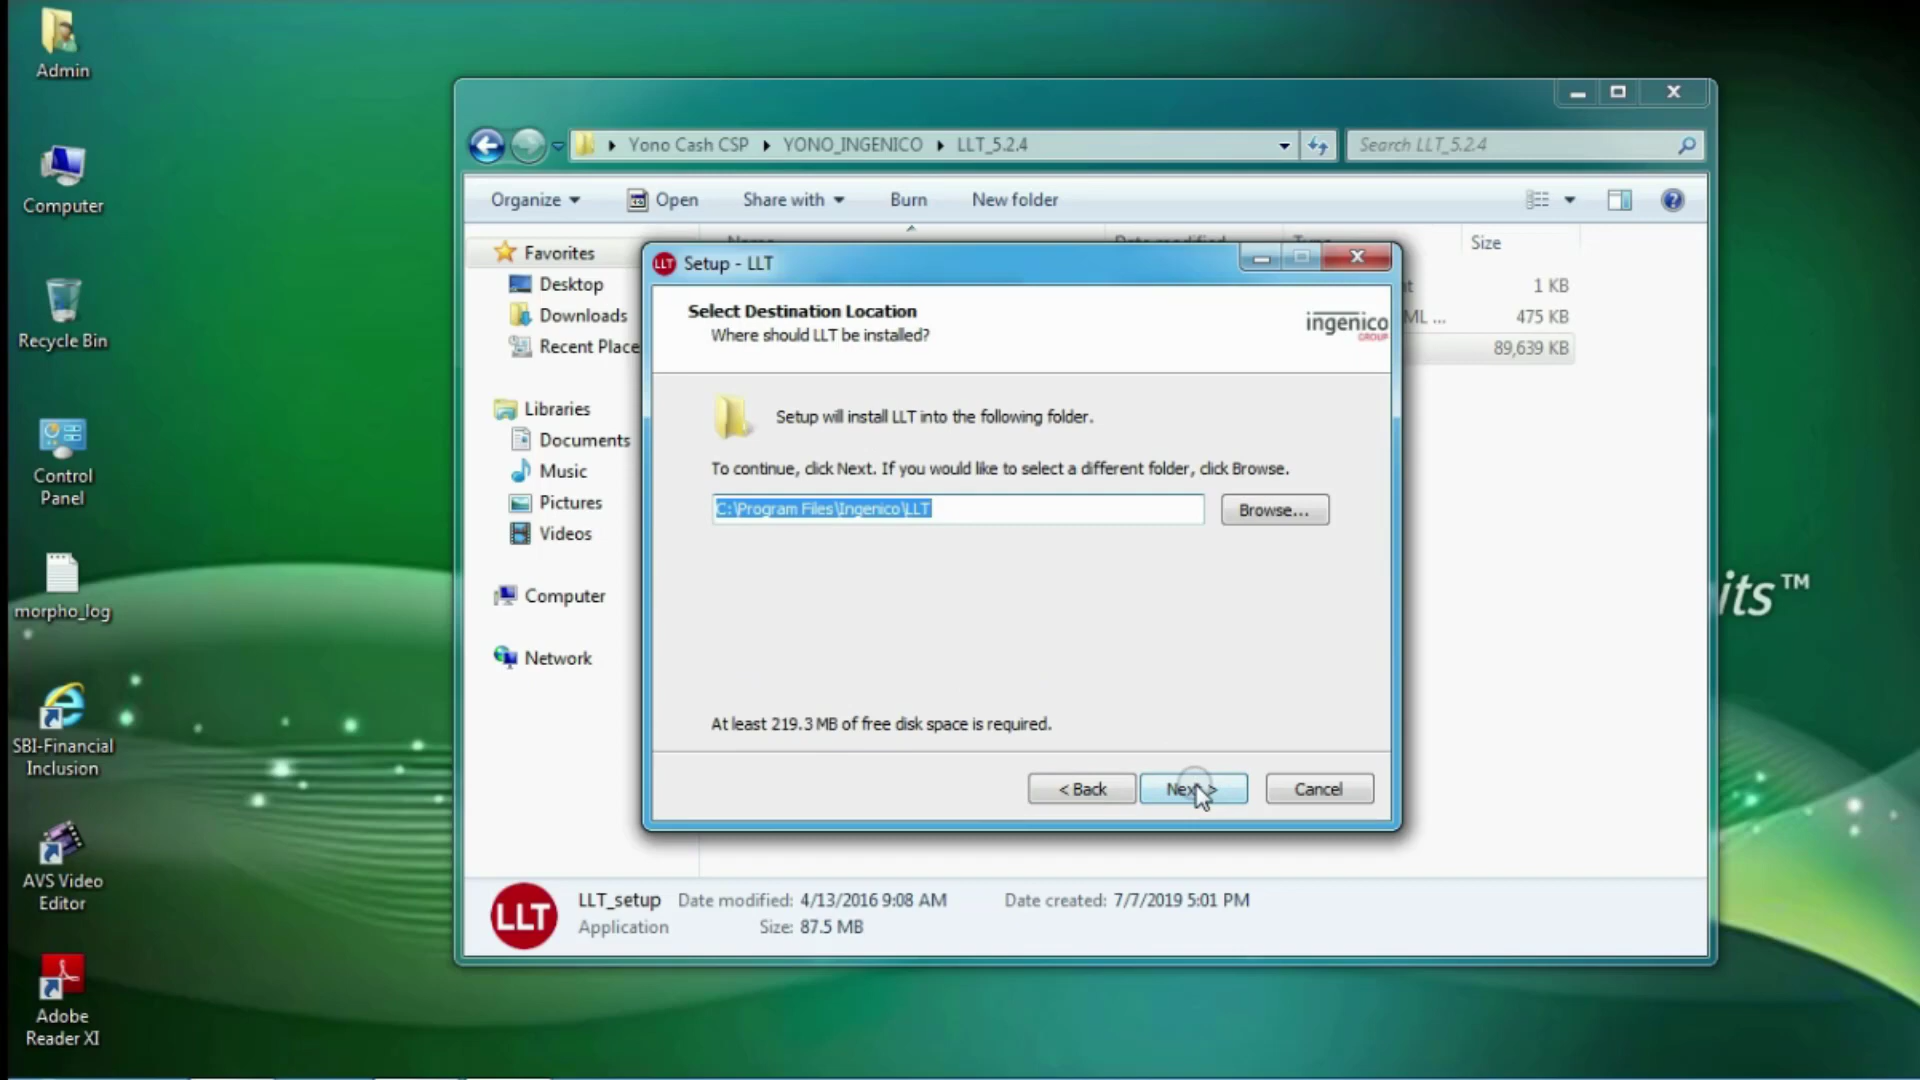 Admin
Computer
Recycle Bin
Control
Panel
morpho_log
SBI-Financial
Inclusion
AVS Video
Editor
Adobe
Reader XI
Yono Cash CSP
YONO_INGENICO
LLT_5.2.4
Search LLT_5.2.4
Organize
Open
Share with
Burn
New folder
Size
1 KB
ML ...
475 KB
89,639 KB
Favorites
Desktop
Downloads
Recent Place
Libraries
Documents
Music
Pictures
Videos
Computer
Network
LLT Setup - LLT
Select Destination Location
Where should LLT be installed?
ingenico
GROUP
Setup will install LLT into the following folder.
To continue, click Next. If you would like to select a different folder, click Browse.
C:\Program Files\Ingenico\LLT
Browse...
At least 219.3 MB of free disk space is required.
< Back
Next >
Cancel
its™
LLT
LLT_setup Date modified: 4/13/2016 9:08 AM Date created: 7/7/2019 5:01 PM
Application Size: 87.5 MB